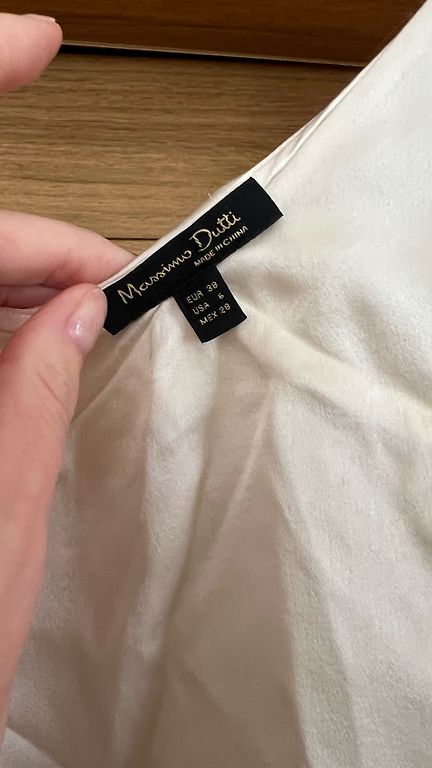 Massimo Dutti
MADE IN CHINA
EUR 38
USA 6
MEX 28